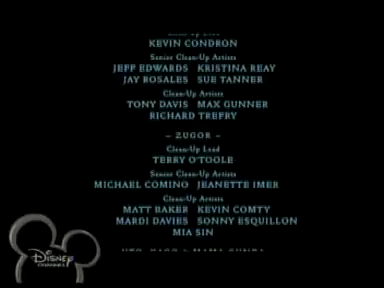 KEVIN CONDRON
Senior Clean-Up Artists
JEFF EDWARDS KRISTINA REAY
JAY ROSALES SUE TANNER
Clean-Up Artists
TONY DAVIS MAX GUNNER
RICHARD TREFRY
– ZUGOR –
Clean-Up Lead
TERRY O'TOOLE
Senior Clean-Up Artists
MICHAEL COMINO JEANETTE IMER
Clean-Up Artists
MATT BAKER KEVIN COMTY
MARDI DAVIES SONNY ESQUILLON
MIA SIN
DISNEY
CHANNEL